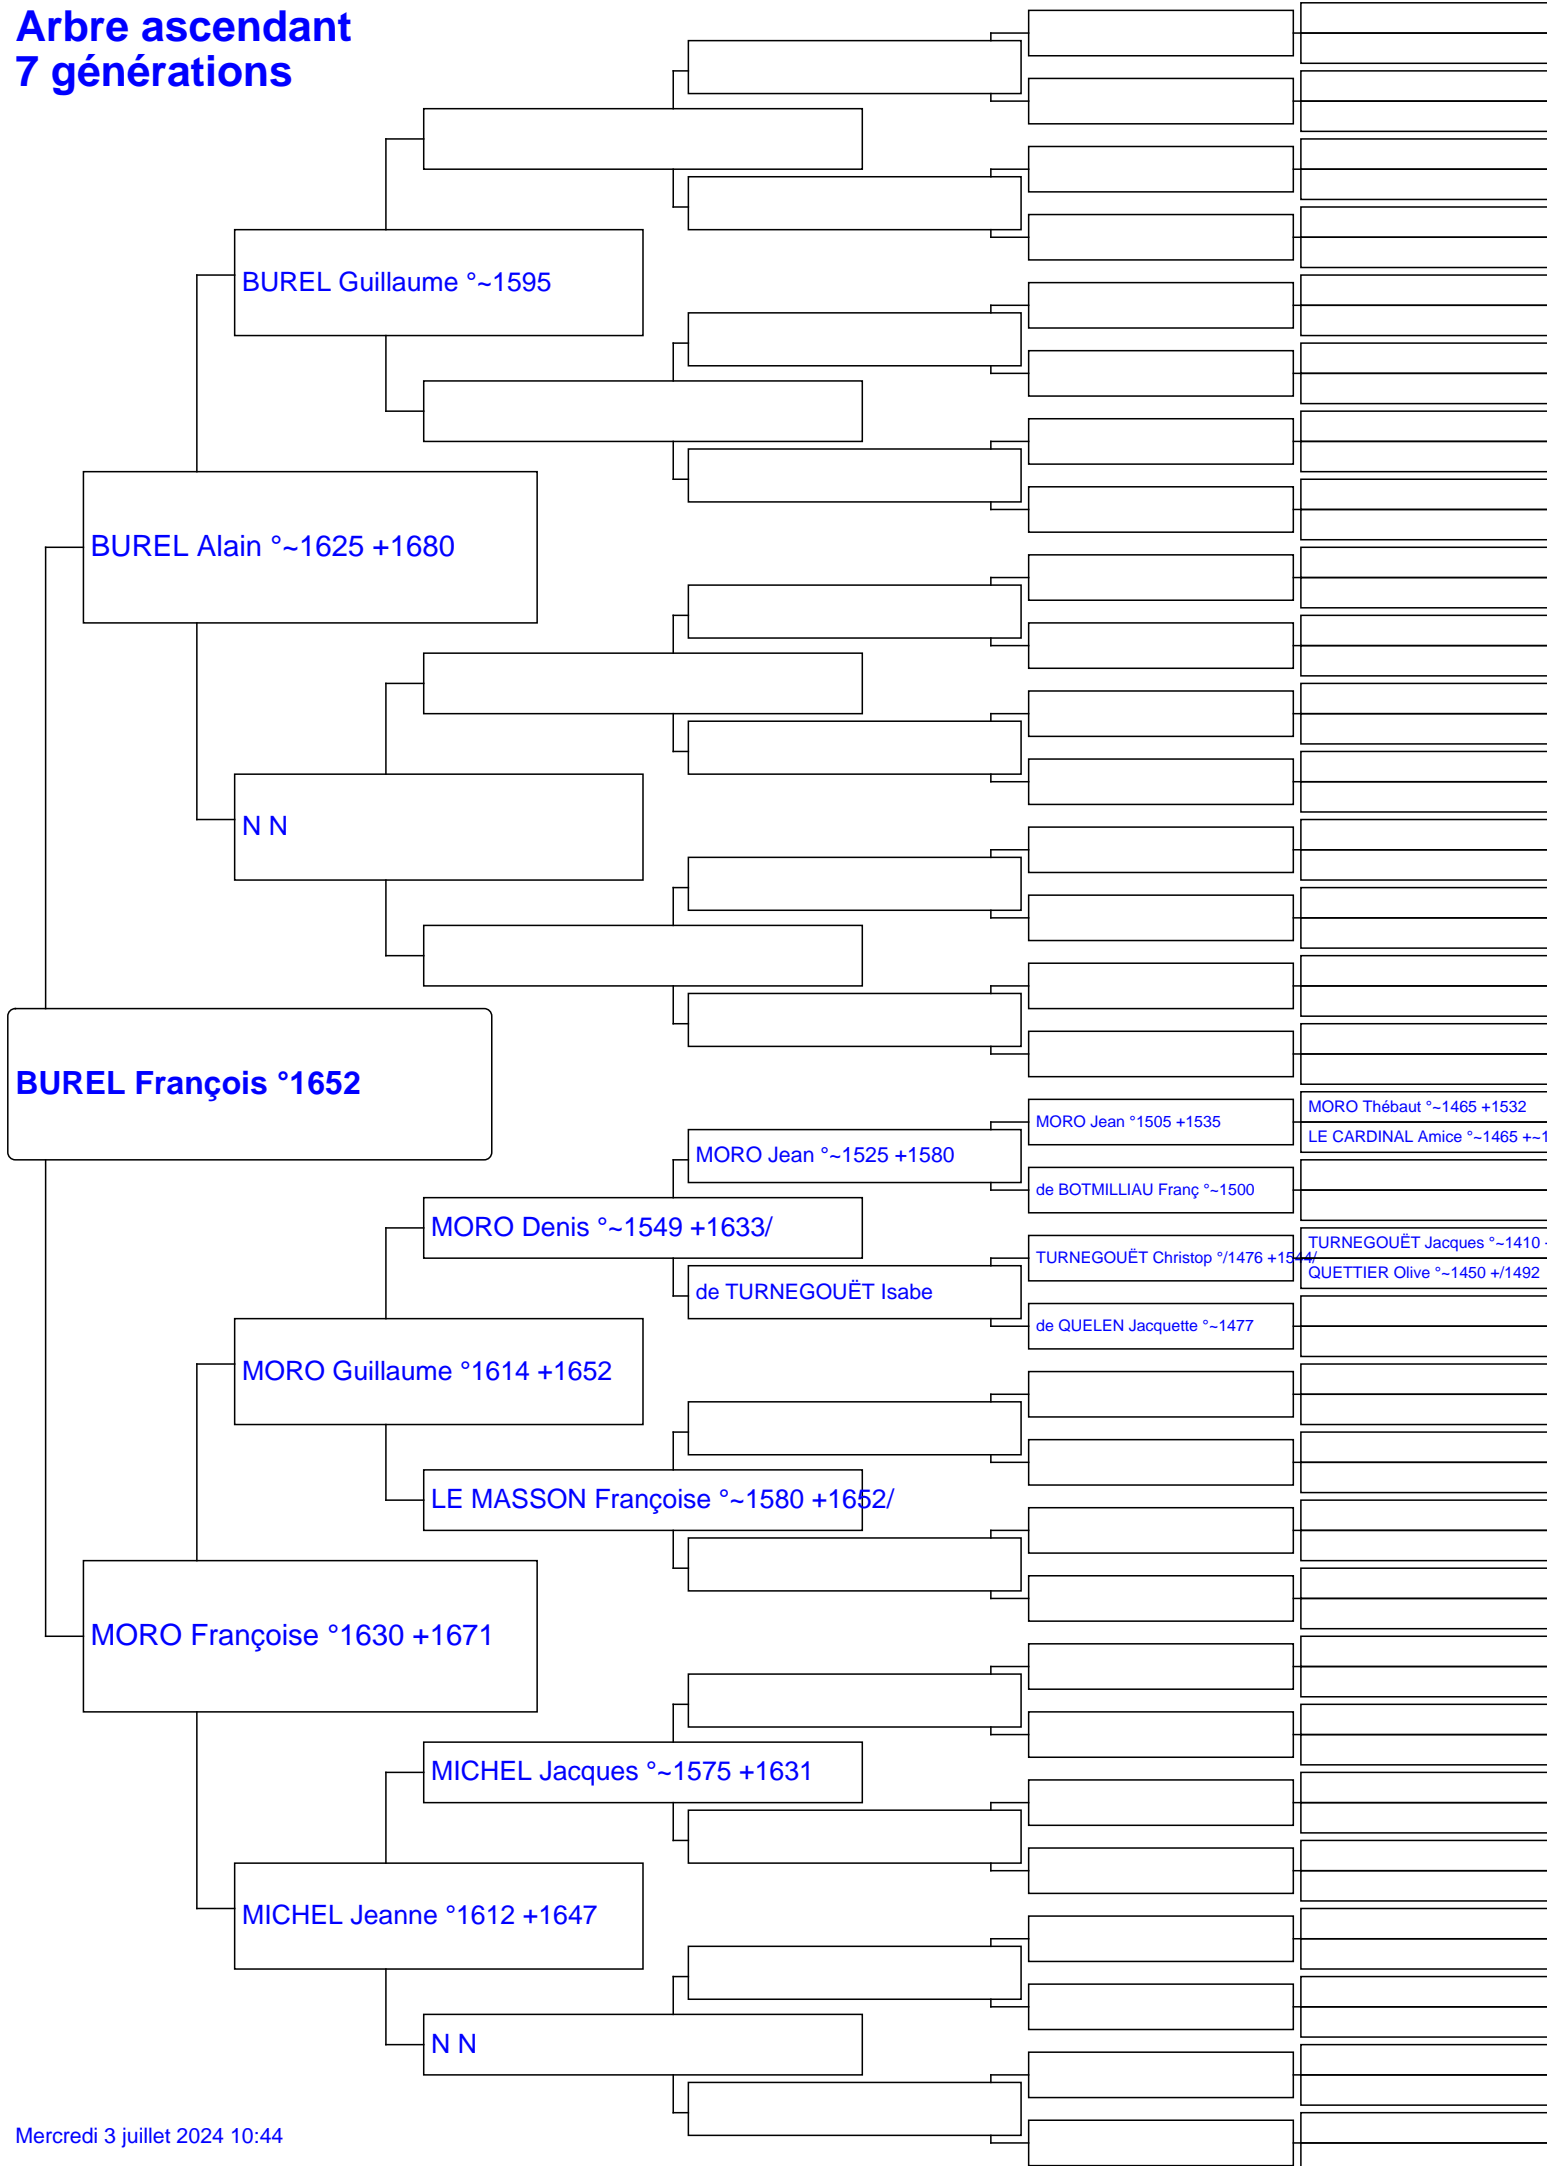 Arbre ascendant
7 générations
BUREL Guillaume °~1595
BUREL Alain °~1625 +1680
N N
BUREL François °1652
MORO Thébaut °~1465 +1532
MORO Jean °1505 +1535
LE CARDINAL Amice °~1465 +~1
MORO Jean °~1525 +1580
de BOTMILLIAU Franç °~1500
MORO Denis °~1549 +1633/
TURNEGOUËT Jacques °~1410
TURNEGOUËT Christop °/1476 +1544/
QUETTIER Olive °~1450 +/1492
de TURNEGOUËT Isabe
de QUELEN Jacquette °~1477
MORO Guillaume °1614 +1652
LE MASSON Françoise °~1580 +1652/
MORO Françoise °1630 +1671
MICHEL Jacques °~1575 +1631
MICHEL Jeanne °1612 +1647
N N
Mercredi 3 juillet 2024 10:44